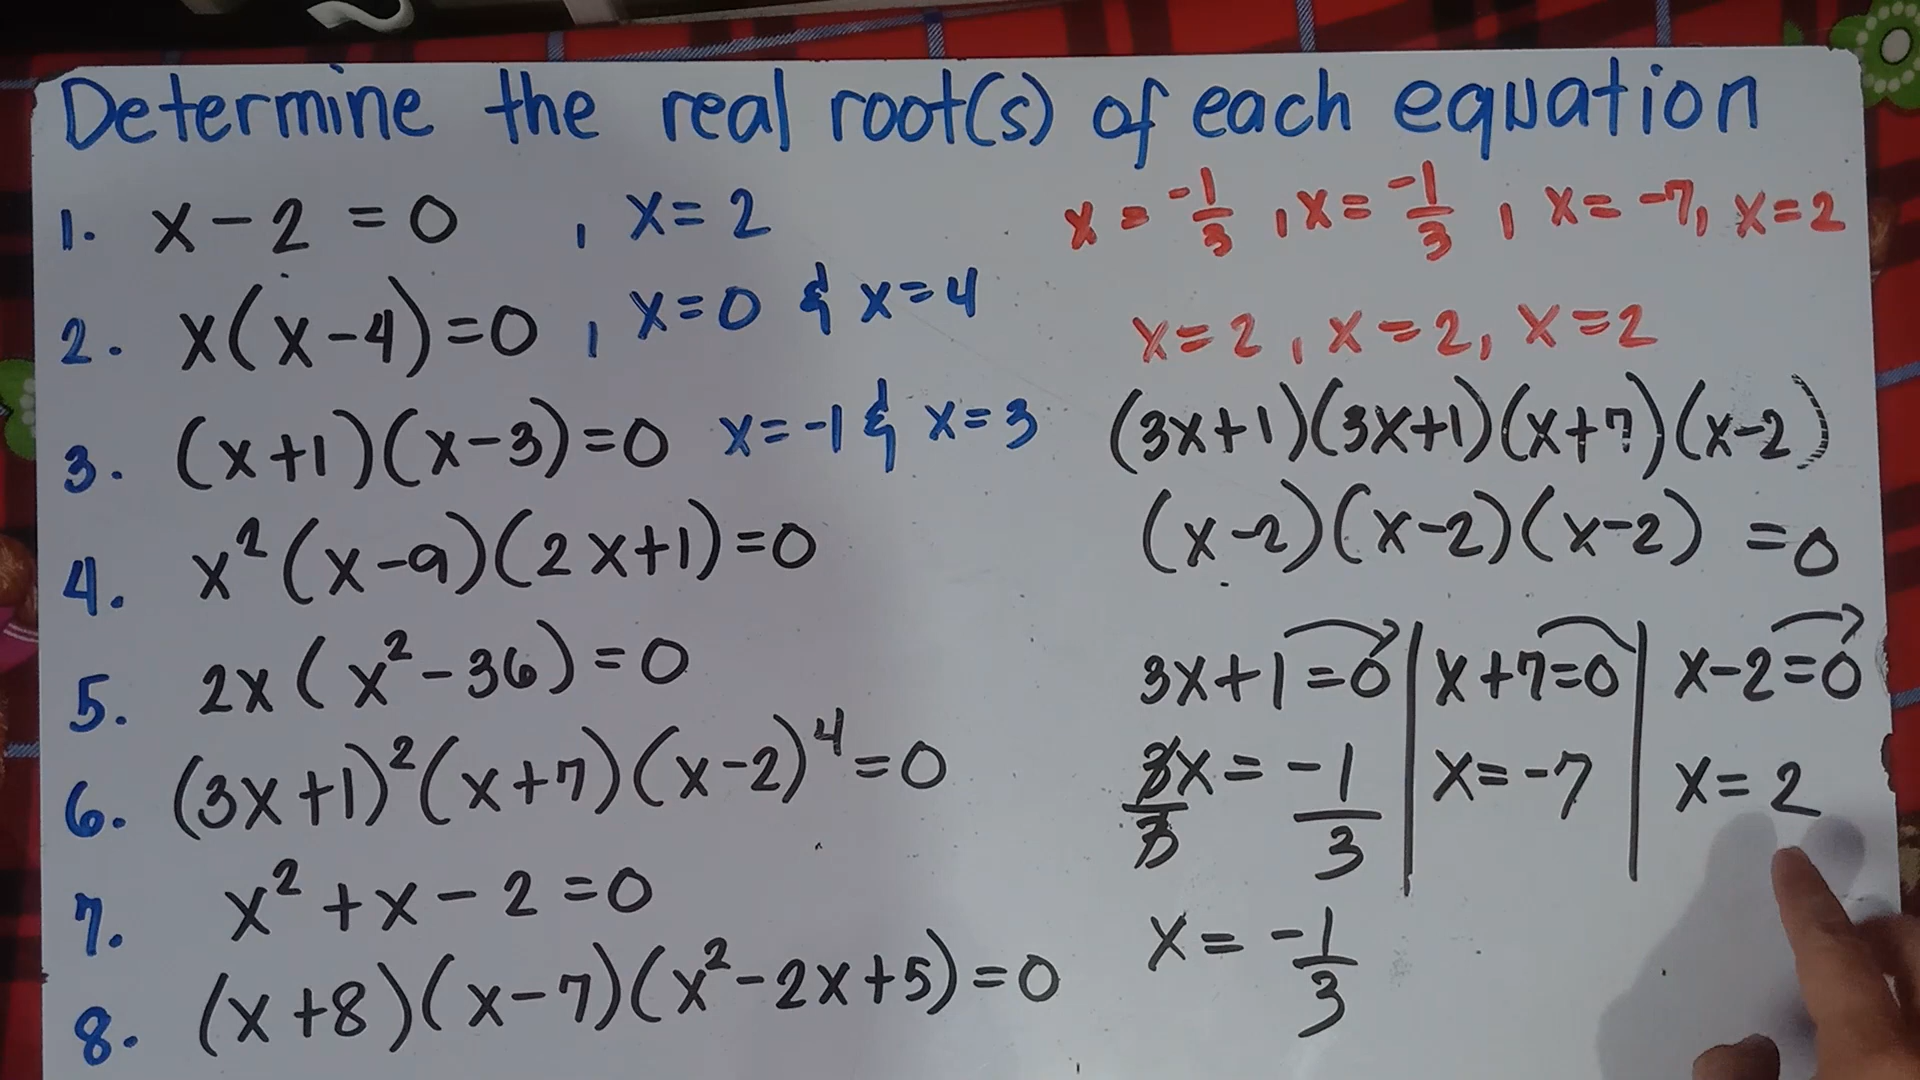 Determine the real root(s) of each equation
1. x - 2 = 0 , x = 2
2. x(x-4)=0 , x=0 & x=4
3. (x+1)(x-3)=0 x=-1 & x=3
4. x²(x-9)(2x+1)=0
5. 2x(x²-36)=0
6. (3x+1)²(x+7)(x-2)⁴=0
7. x²+x-2=0
8. (x+8)(x-7)(x²-2x+5)=0
x = -1/3 , x = -1/3 , x = -7, x=2
x=2 , x=2, x=2
(3x+1)(3x+1)(x+7)(x-2)
(x-2)(x-2)(x-2) =0
3x+1=0 | x+7=0 | x-2=0
3x/3 = -1/3 | x=-7 | x=2
x = -1/3